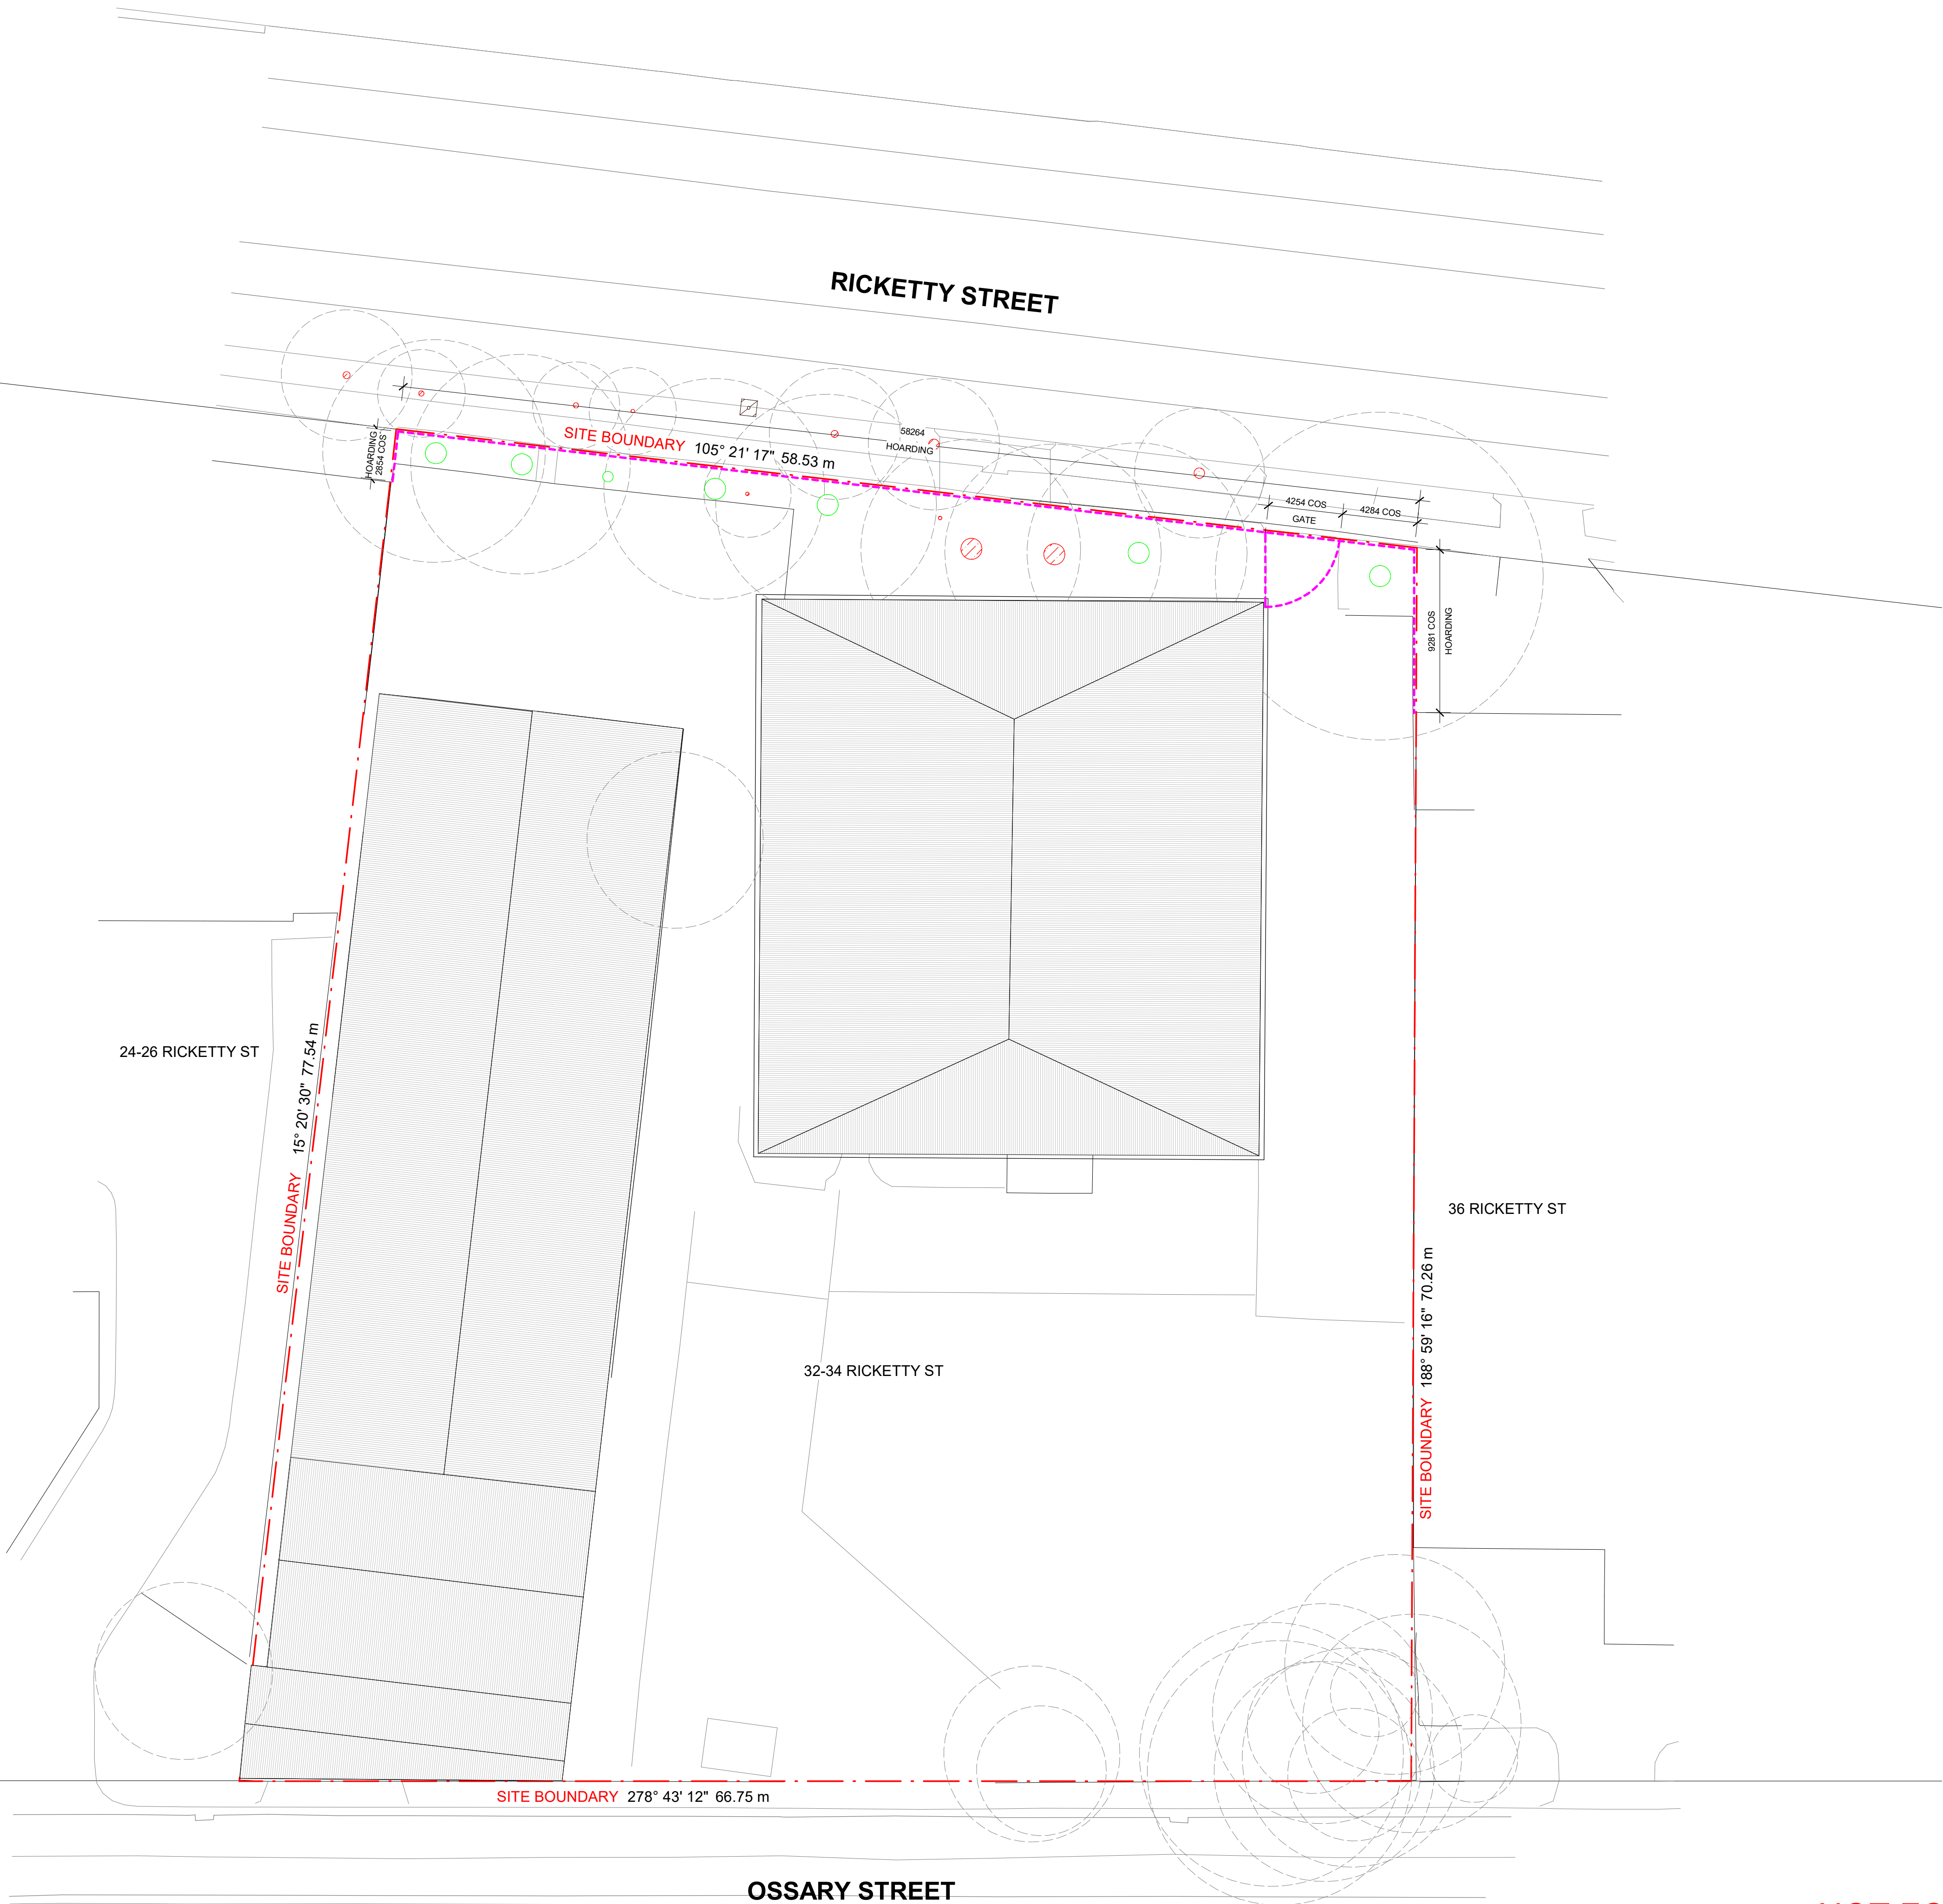 RICKETTY STREET
HOARDING
2854 COS
SITE BOUNDARY 105° 21' 17" 58.53 m
58264
HOARDING
4254 COS
GATE
4284 COS
9281 COS
HOARDING
24-26 RICKETTY ST
SITE BOUNDARY 15° 20' 30" 77.54 m
36 RICKETTY ST
32-34 RICKETTY ST
SITE BOUNDARY 188° 59' 16" 70.26 m
SITE BOUNDARY 278° 43' 12" 66.75 m
OSSARY STREET